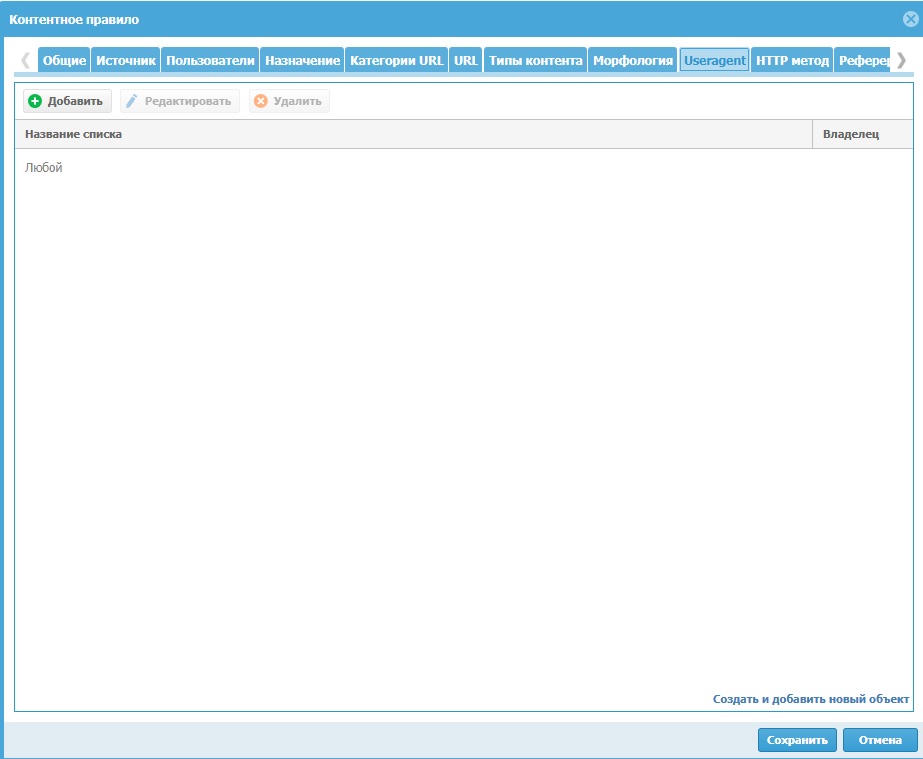 Контентное правило
Общие Источник Пользователи Назначение Категории URL URL Типы контента Морфология Useragent HTTP метод
Добавить Редактировать Удалить
Название списка Владелец
Любой
Создать и добавить новый объект
Сохранить Отмена